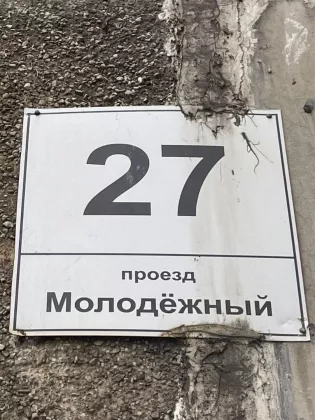 27
проезд
Молодёжный